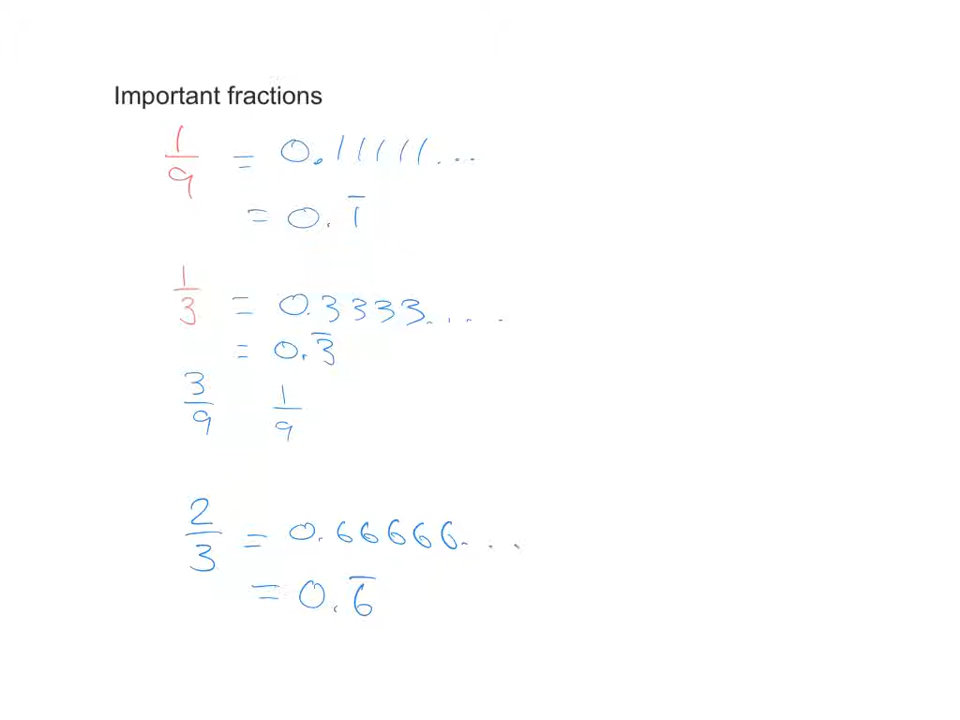 Important fractions
1/9 = 0.11111...
= 0.1̅
1/3 = 0.3333....
= 0.3̅
3/9 1/9
2/3 = 0.66666...
= 0.6̅